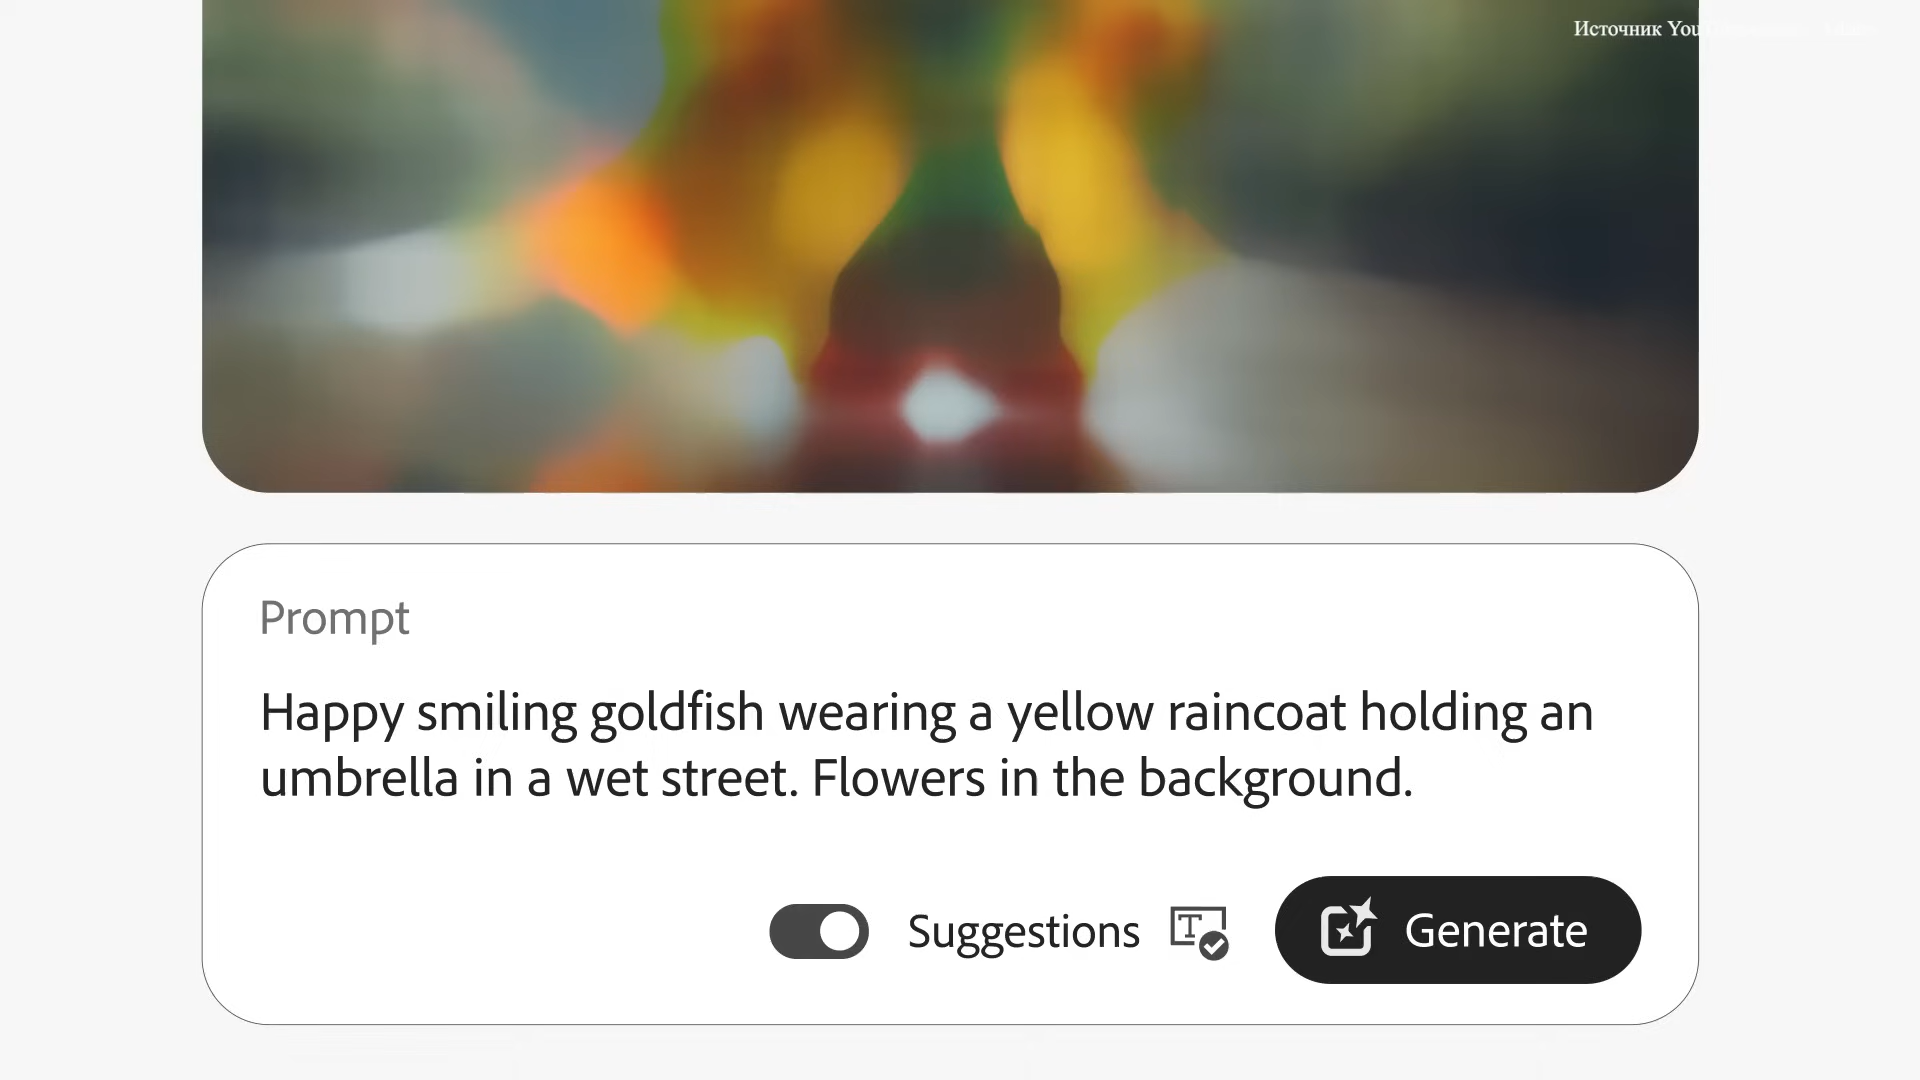 Источник You
Prompt
Happy smiling goldfish wearing a yellow raincoat holding an
umbrella in a wet street. Flowers in the background.
Suggestions
Generate